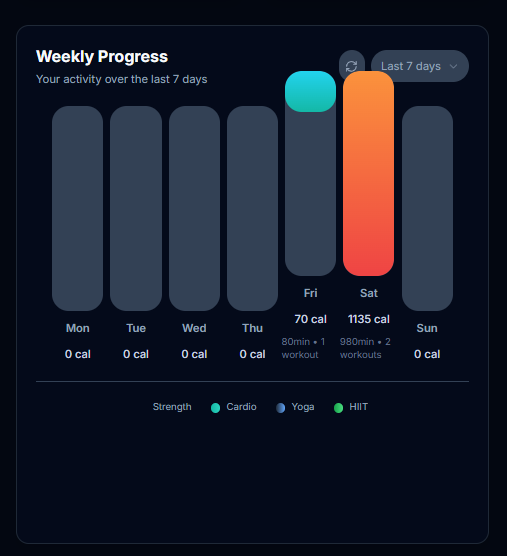 Weekly Progress
Your activity over the last 7 days
Last 7 days
Mon
Tue
Wed
Thu
Fri
Sat
Sun
0 cal
0 cal
0 cal
0 cal
70 cal
1135 cal
0 cal
80min • 1
workout
980min • 2
workouts
Strength
Cardio
Yoga
HIIT